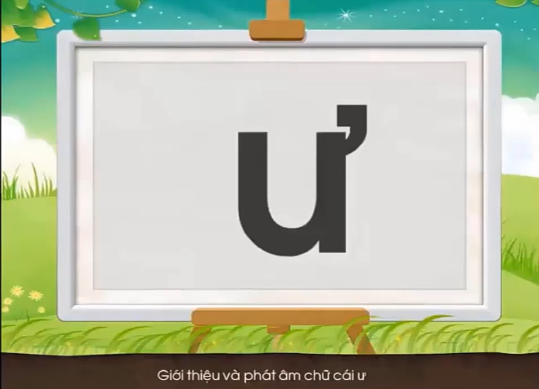 ư
Giới thiệu và phát âm chữ cái ư